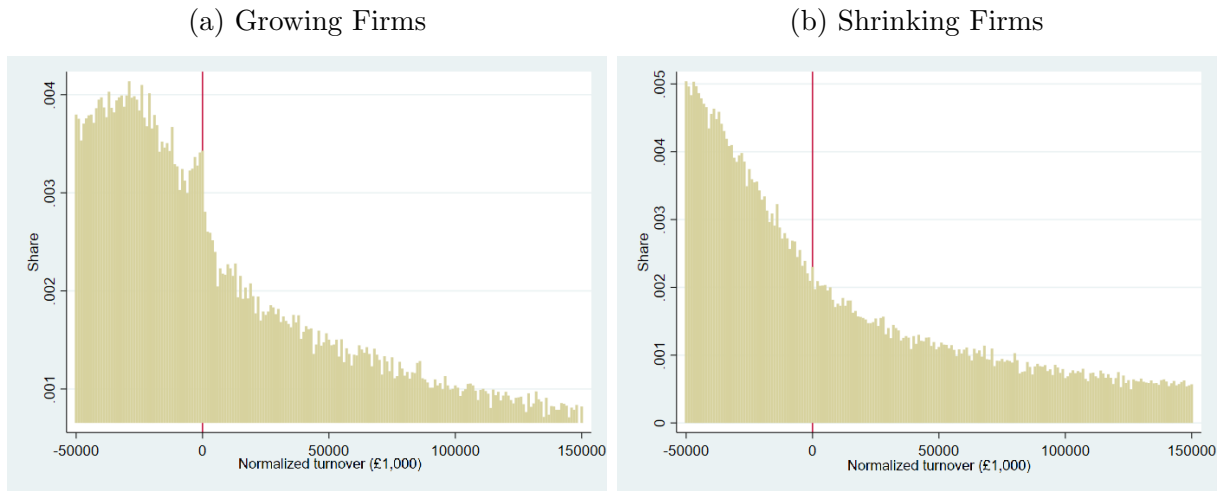 (a) Growing Firms
(b) Shrinking Firms
.004
.003
.002
.001
Share
-50000 0 50000 100000 150000
Normalized turnover (£1,000)
.005
.004
.003
.002
.001
0
Share
-50000 0 50000 100000 150000
Normalized turnover (£1,000)